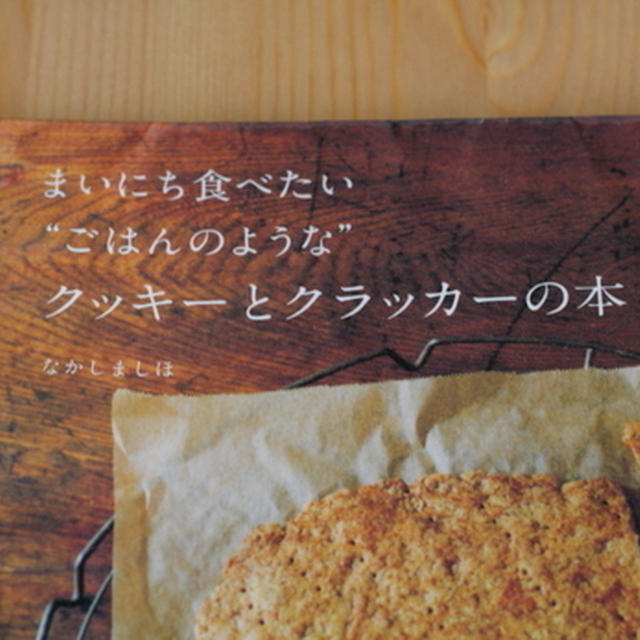 まいにち食べたい
“ごはんのような”
クッキーとクラッカーの本
なかしましほ